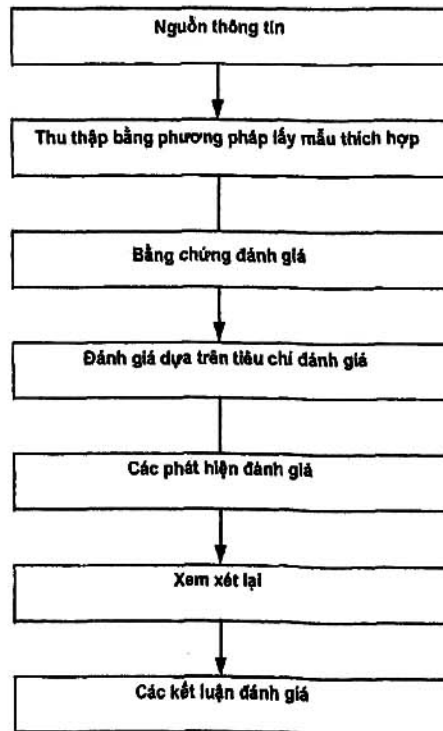 Nguồn thông tin
Thu thập bằng phương pháp lấy mẫu thích hợp
Bằng chứng đánh giá
Đánh giá dựa trên tiêu chí đánh giá
Các phát hiện đánh giá
Xem xét lại
Các kết luận đánh giá